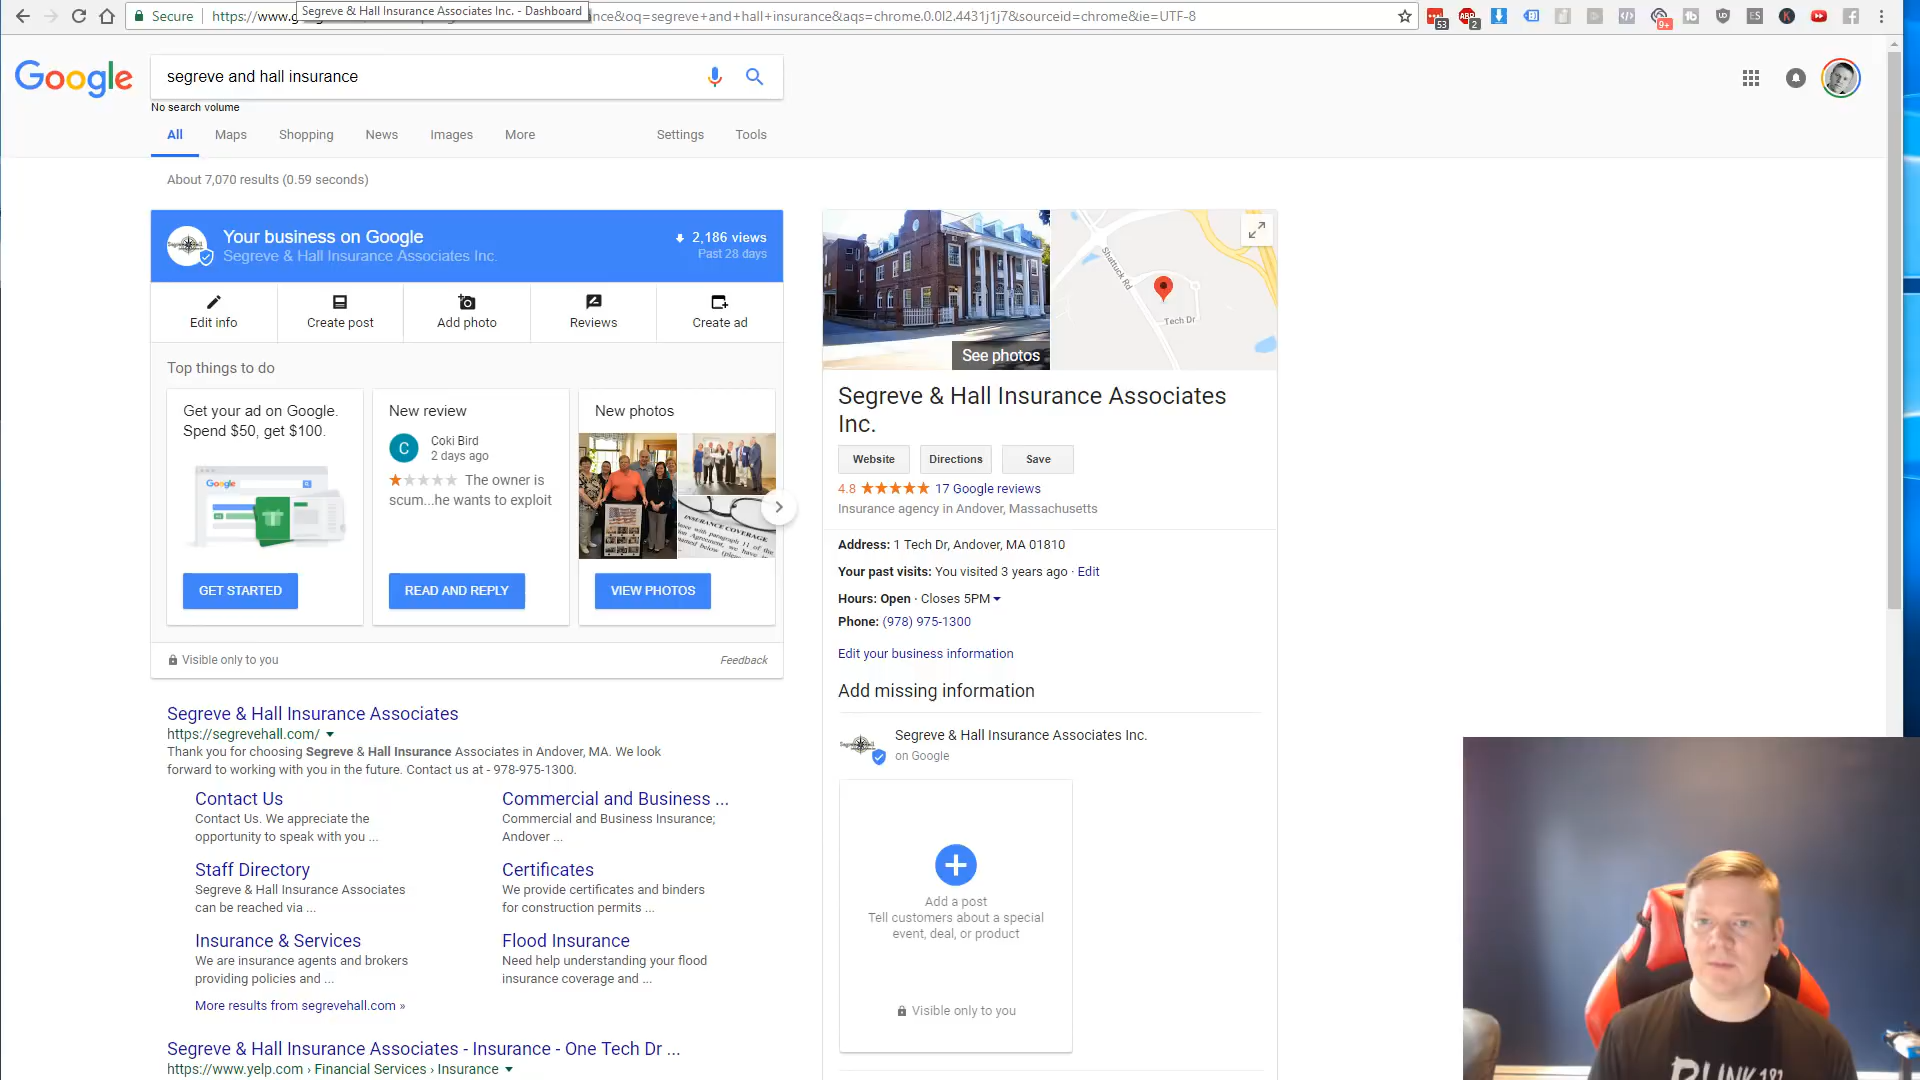 Segreve & Hall Insurance Associates Inc. - Dashboard
Secure
https://www.g
nce&oq=segreve+and+hall+insurance&aqs=chrome.0.0l2.4431j1j7&sourceid=chrome&ie=UTF-8
53
2
9+
Google
segreve and hall insurance
No search volume
All
Maps
Shopping
News
Images
More
Settings
Tools
About 7,070 results (0.59 seconds)
Your business on Google
Segreve & Hall Insurance Associates Inc.
2,186 views
Past 28 days
Edit info
Create post
Add photo
Reviews
Create ad
Top things to do
Get your ad on Google.
Spend $50, get $100.
Google
GET STARTED
New review
C
Coki Bird
2 days ago
The owner is
scum...he wants to exploit
READ AND REPLY
New photos
INSURANCE COVERAGE
VIEW PHOTOS
Visible only to you
Feedback
Segreve & Hall Insurance Associates
https://segrevehall.com/
Thank you for choosing Segreve & Hall Insurance Associates in Andover, MA. We look
forward to working with you in the future. Contact us at - 978-975-1300.
Contact Us
Contact Us. We appreciate the
opportunity to speak with you ...
Commercial and Business ...
Commercial and Business Insurance;
Andover ...
Staff Directory
Segreve & Hall Insurance Associates
can be reached via ...
Certificates
We provide certificates and binders
for construction permits ...
Insurance & Services
We are insurance agents and brokers
providing policies and ...
Flood Insurance
Need help understanding your flood
insurance coverage and ...
More results from segrevehall.com »
Segreve & Hall Insurance Associates - Insurance - One Tech Dr ...
https://www.yelp.com › Financial Services › Insurance
See photos
Shattuck Rd
Tech Dr
Segreve & Hall Insurance Associates
Inc.
Website
Directions
Save
4.8
17 Google reviews
Insurance agency in Andover, Massachusetts
Address: 1 Tech Dr, Andover, MA 01810
Your past visits: You visited 3 years ago · Edit
Hours: Open · Closes 5PM
Phone: (978) 975-1300
Edit your business information
Add missing information
Segreve & Hall Insurance Associates Inc.
on Google
Add a post
Tell customers about a special
event, deal, or product
Visible only to you